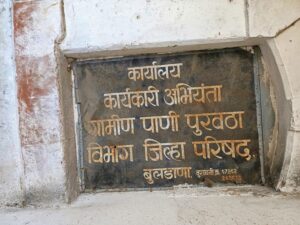 कार्यालय
कार्यकारी अभियंता
ग्रामीण पाणी पुरवठा
विभाग जिल्हा परिषद,
बुलडाणा